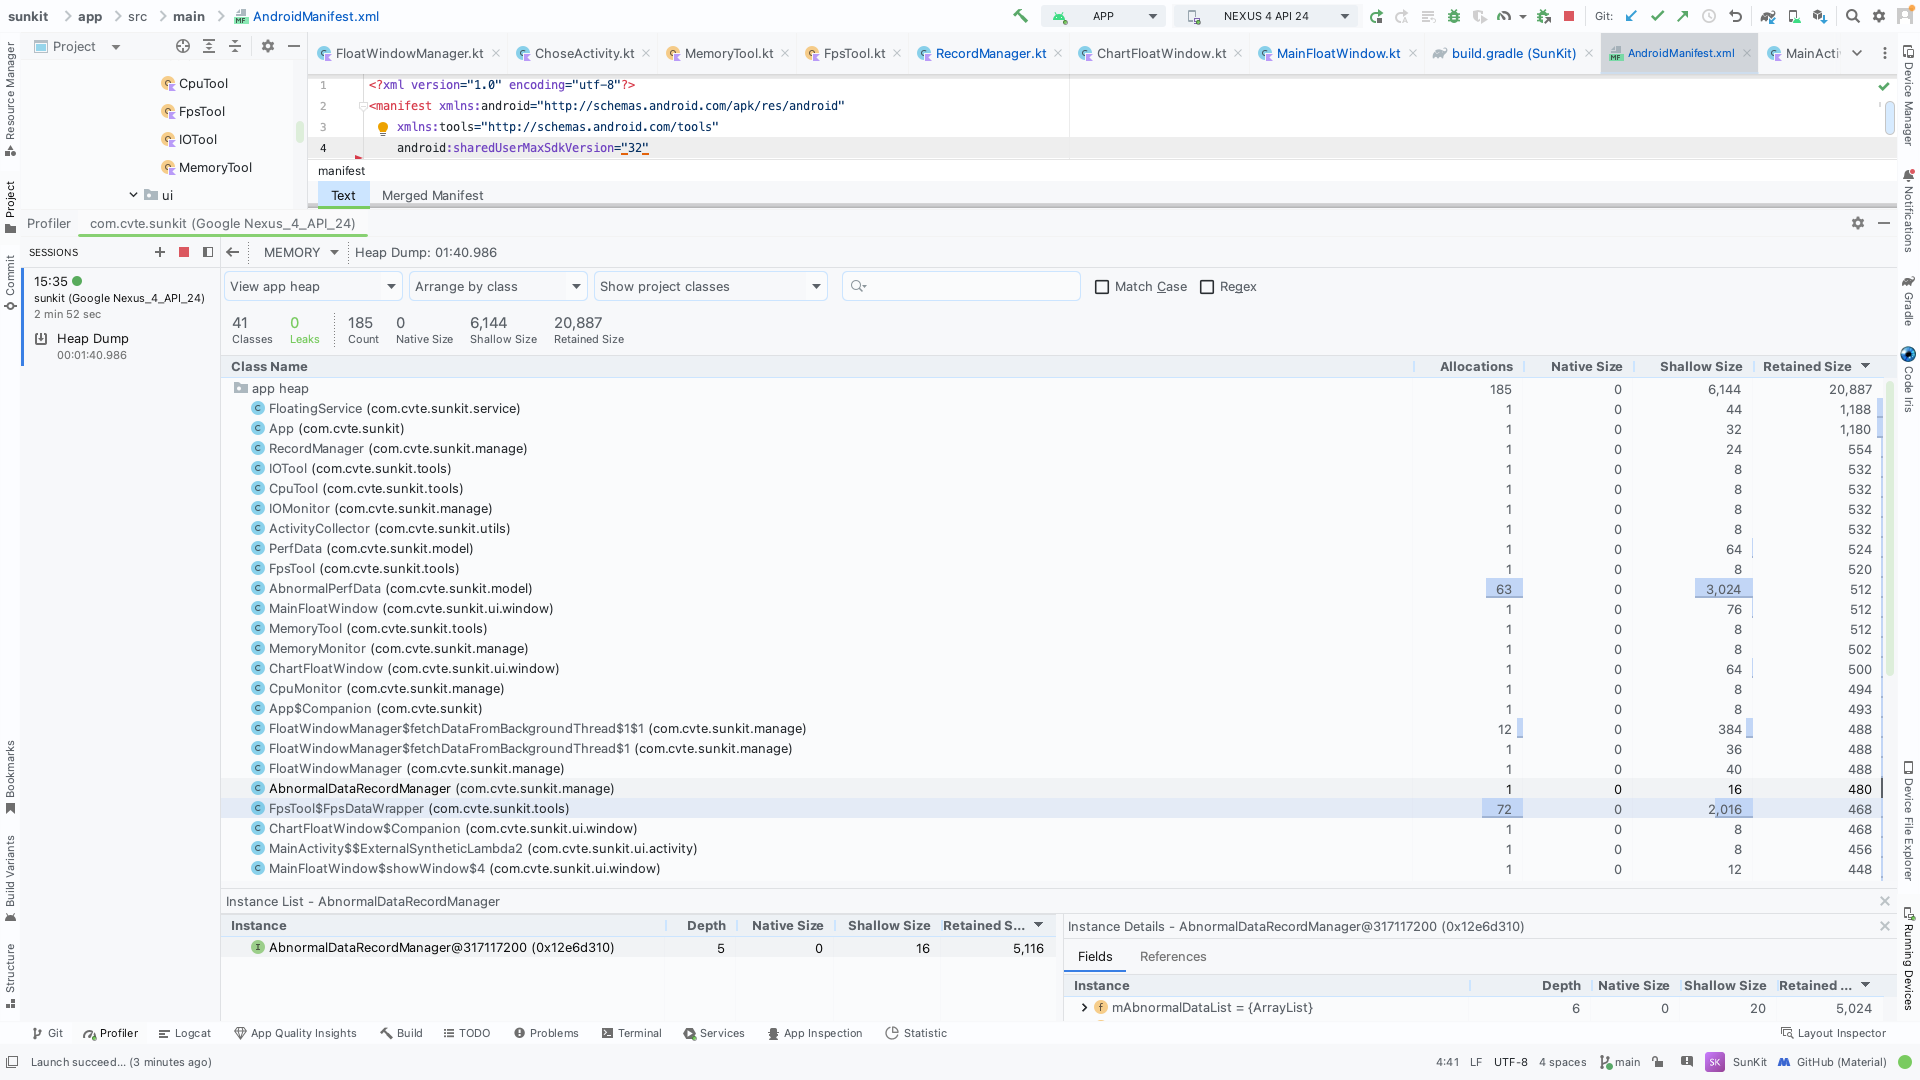 sunkit app src main AndroidManifest.xml APP NEXUS 4 API 24 Git:
Project FloatWindowManager.kt ChoseActivity.kt MemoryTool.kt FpsTool.kt RecordManager.kt ChartFloatWindow.kt MainFloatWindow.kt build.gradle (SunKit) AndroidManifest.xml MainActi
Resource Manager
Project
Commit
Bookmarks
Build Variants
Structure
CpuTool
FpsTool
IOTool
MemoryTool
ui
1 <?xml version="1.0" encoding="utf-8"?>
2 <manifest xmlns:android="http://schemas.android.com/apk/res/android"
3 xmlns:tools="http://schemas.android.com/tools"
4 android:sharedUserMaxSdkVersion="32"
manifest
Text Merged Manifest
Profiler com.cvte.sunkit (Google Nexus_4_API_24)
SESSIONS MEMORY Heap Dump: 01:40.986
15:35
sunkit (Google Nexus_4_API_24)
2 min 52 sec
Heap Dump
00:01:40.986
View app heap Arrange by class Show project classes Match Case Regex
41 0 185 0 6,144 20,887
Classes Leaks Count Native Size Shallow Size Retained Size
Class Name Allocations Native Size Shallow Size Retained Size
app heap 185 0 6,144 20,887
FloatingService (com.cvte.sunkit.service) 1 0 44 1,188
App (com.cvte.sunkit) 1 0 32 1,180
RecordManager (com.cvte.sunkit.manage) 1 0 24 554
IOTool (com.cvte.sunkit.tools) 1 0 8 532
CpuTool (com.cvte.sunkit.tools) 1 0 8 532
IOMonitor (com.cvte.sunkit.manage) 1 0 8 532
ActivityCollector (com.cvte.sunkit.utils) 1 0 8 532
PerfData (com.cvte.sunkit.model) 1 0 64 524
FpsTool (com.cvte.sunkit.tools) 1 0 8 520
AbnormalPerfData (com.cvte.sunkit.model) 63 0 3,024 512
MainFloatWindow (com.cvte.sunkit.ui.window) 1 0 76 512
MemoryTool (com.cvte.sunkit.tools) 1 0 8 512
MemoryMonitor (com.cvte.sunkit.manage) 1 0 8 502
ChartFloatWindow (com.cvte.sunkit.ui.window) 1 0 64 500
CpuMonitor (com.cvte.sunkit.manage) 1 0 8 494
App$Companion (com.cvte.sunkit) 1 0 8 493
FloatWindowManager$fetchDataFromBackgroundThread$1$1 (com.cvte.sunkit.manage) 12 0 384 488
FloatWindowManager$fetchDataFromBackgroundThread$1 (com.cvte.sunkit.manage) 1 0 36 488
FloatWindowManager (com.cvte.sunkit.manage) 1 0 40 488
AbnormalDataRecordManager (com.cvte.sunkit.manage) 1 0 16 480
FpsTool$FpsDataWrapper (com.cvte.sunkit.tools) 72 0 2,016 468
ChartFloatWindow$Companion (com.cvte.sunkit.ui.window) 1 0 8 468
MainActivity$$ExternalSyntheticLambda2 (com.cvte.sunkit.ui.activity) 1 0 8 456
MainFloatWindow$showWindow$4 (com.cvte.sunkit.ui.window) 1 0 12 448
Instance List - AbnormalDataRecordManager
Instance Depth Native Size Shallow Size Retained S...
AbnormalDataRecordManager@317117200 (0x12e6d310) 5 0 16 5,116
Instance Details - AbnormalDataRecordManager@317117200 (0x12e6d310)
Fields References
Instance Depth Native Size Shallow Size Retained ...
mAbnormalDataList = {ArrayList} 6 0 20 5,024
Device Manager
Notifications
Gradle
Code Iris
Device File Explorer
Running Devices
Git Profiler Logcat App Quality Insights Build TODO Problems Terminal Services App Inspection Statistic Layout Inspector
Launch succeed... (3 minutes ago) 4:41 LF UTF-8 4 spaces main SK SunKit GitHub (Material)